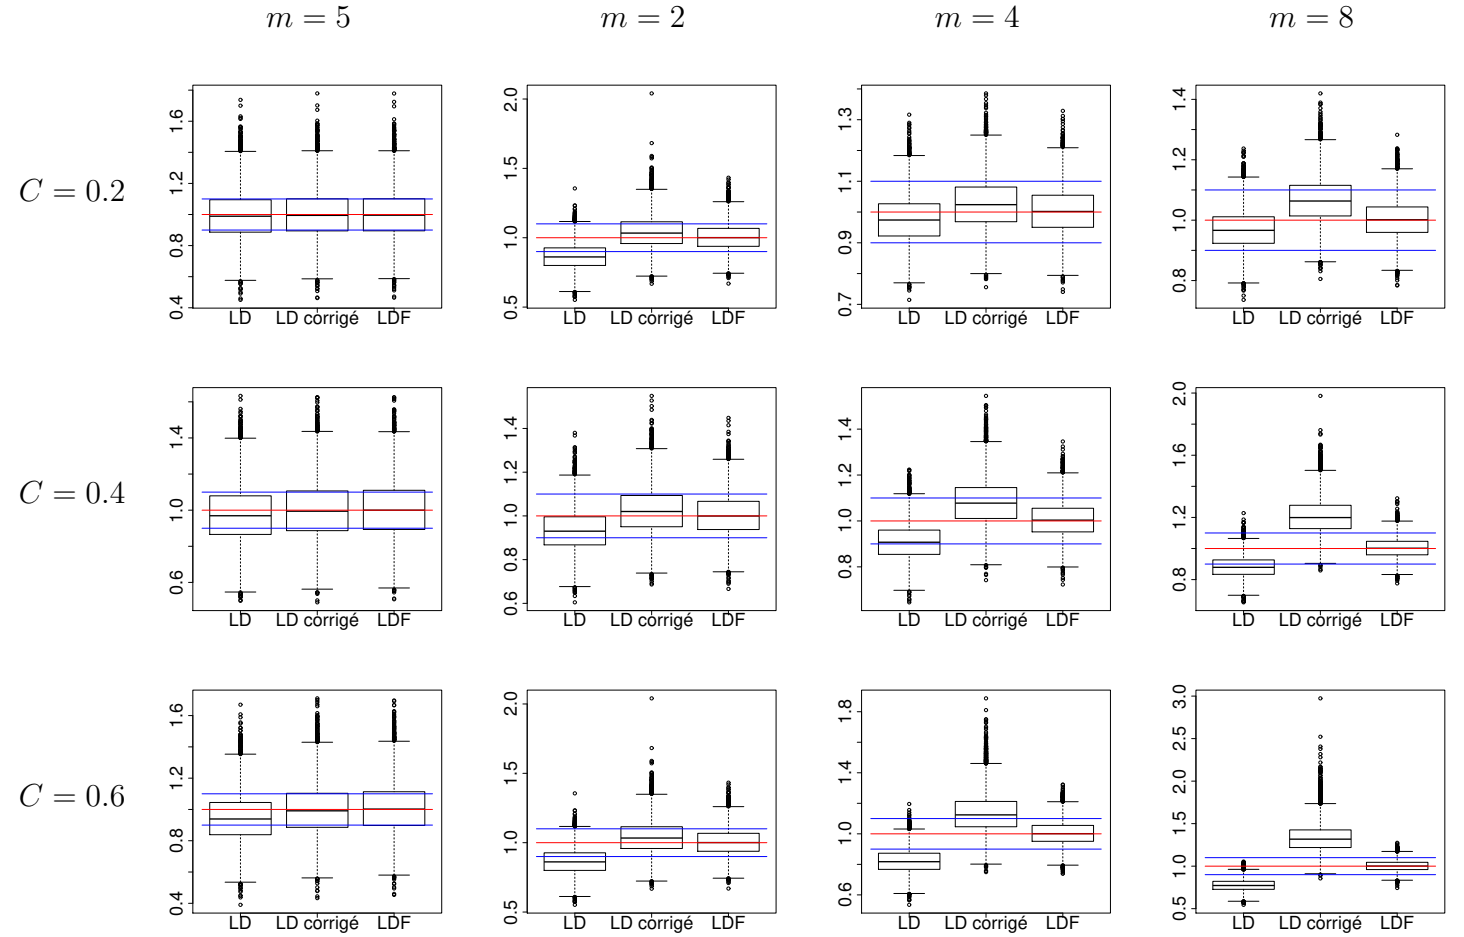 m = 5 m = 2 m = 4 m = 8
C = 0.2
0.4 0.8 1.2 1.6
LD LD corrigé LDF
0.5 1.0 1.5 2.0
LD LD corrigé LDF
0.7 0.9 1.1 1.3
LD LD corrigé LDF
0.8 1.0 1.2 1.4
LD LD corrigé LDF
C = 0.4
0.6 1.0 1.4
LD LD corrigé LDF
0.6 0.8 1.0 1.2 1.4
LD LD corrigé LDF
0.8 1.0 1.2 1.4
LD LD corrigé LDF
0.8 1.2 1.6 2.0
LD LD corrigé LDF
C = 0.6
0.4 0.8 1.2 1.6
LD LD corrigé LDF
0.5 1.0 1.5 2.0
LD LD corrigé LDF
0.6 1.0 1.4 1.8
LD LD corrigé LDF
0.5 1.0 1.5 2.0 2.5 3.0
LD LD corrigé LDF